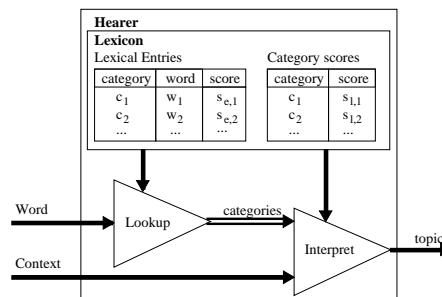 Hearer
Lexicon
Lexical Entries Category scores
category word score category score
c1 w1 se,1 c1 sl,1
c2 w2 se,2 c2 sl,2
... ... ... ... ...
Word
Lookup
categories
Interpret
topic
Context